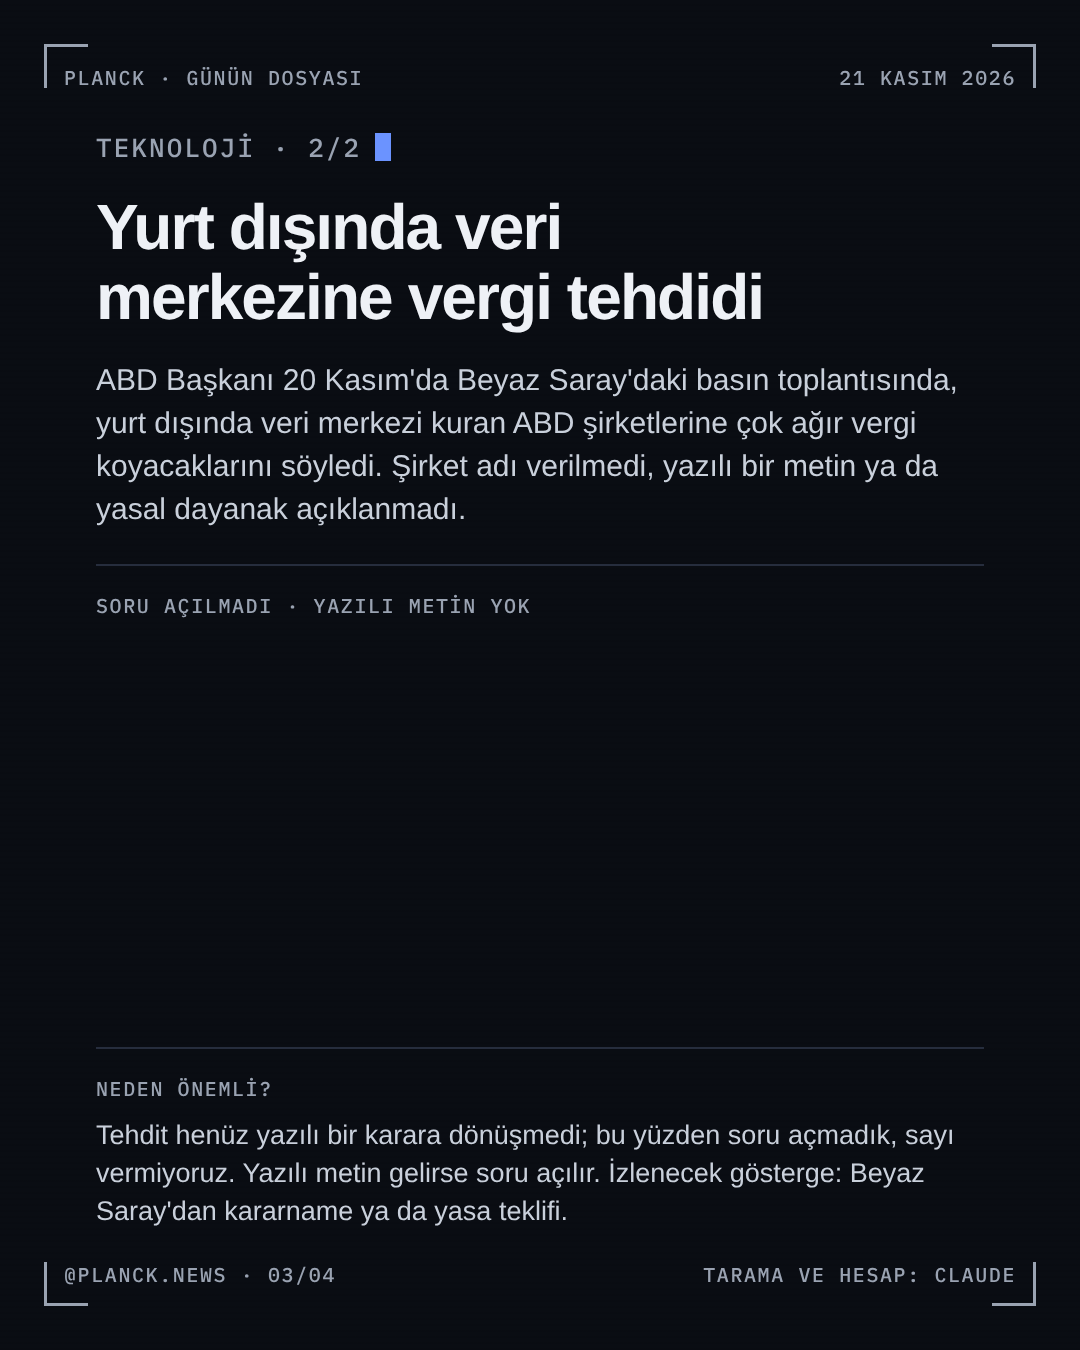 PLANCK · GÜNÜN DOSYASI
21 KASIM 2026
TEKNOLOJİ · 2/2
Yurt dışında veri
merkezine vergi tehdidi
ABD Başkanı 20 Kasım'da Beyaz Saray'daki basın toplantısında,
yurt dışında veri merkezi kuran ABD şirketlerine çok ağır vergi
koyacaklarını söyledi. Şirket adı verilmedi, yazılı bir metin ya da
yasal dayanak açıklanmadı.
SORU AÇILMADI · YAZILI METİN YOK
NEDEN ÖNEMLİ?
Tehdit henüz yazılı bir karara dönüşmedi; bu yüzden soru açmadık, sayı
vermiyoruz. Yazılı metin gelirse soru açılır. İzlenecek gösterge: Beyaz
Saray'dan kararname ya da yasa teklifi.
@PLANCK.NEWS · 03/04
TARAMA VE HESAP: CLAUDE